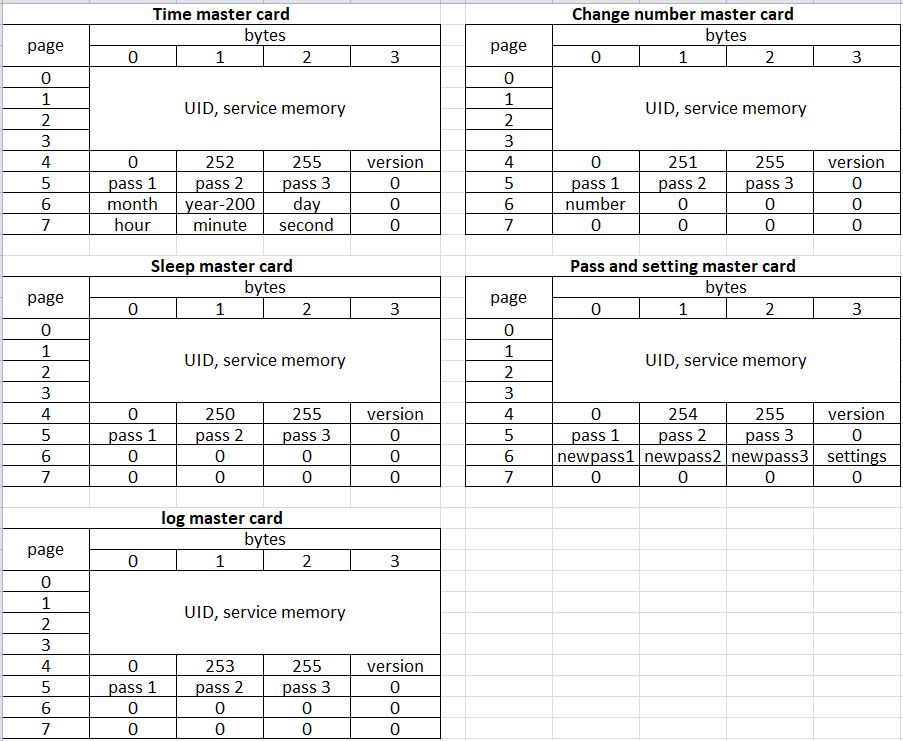 Time master card
page bytes
0 1 2 3
0
1
2
3
UID, service memory
4 0 252 255 version
5 pass 1 pass 2 pass 3 0
6 month year-200 day 0
7 hour minute second 0
Change number master card
page bytes
0 1 2 3
0
1
2
3
UID, service memory
4 0 251 255 version
5 pass 1 pass 2 pass 3 0
6 number 0 0 0
7 0 0 0 0
Sleep master card
page bytes
0 1 2 3
0
1
2
3
UID, service memory
4 0 250 255 version
5 pass 1 pass 2 pass 3 0
6 0 0 0 0
7 0 0 0 0
Pass and setting master card
page bytes
0 1 2 3
0
1
2
3
UID, service memory
4 0 254 255 version
5 pass 1 pass 2 pass 3 0
6 newpass1 newpass2 newpass3 settings
7 0 0 0 0
log master card
page bytes
0 1 2 3
0
1
2
3
UID, service memory
4 0 253 255 version
5 pass 1 pass 2 pass 3 0
6 0 0 0 0
7 0 0 0 0